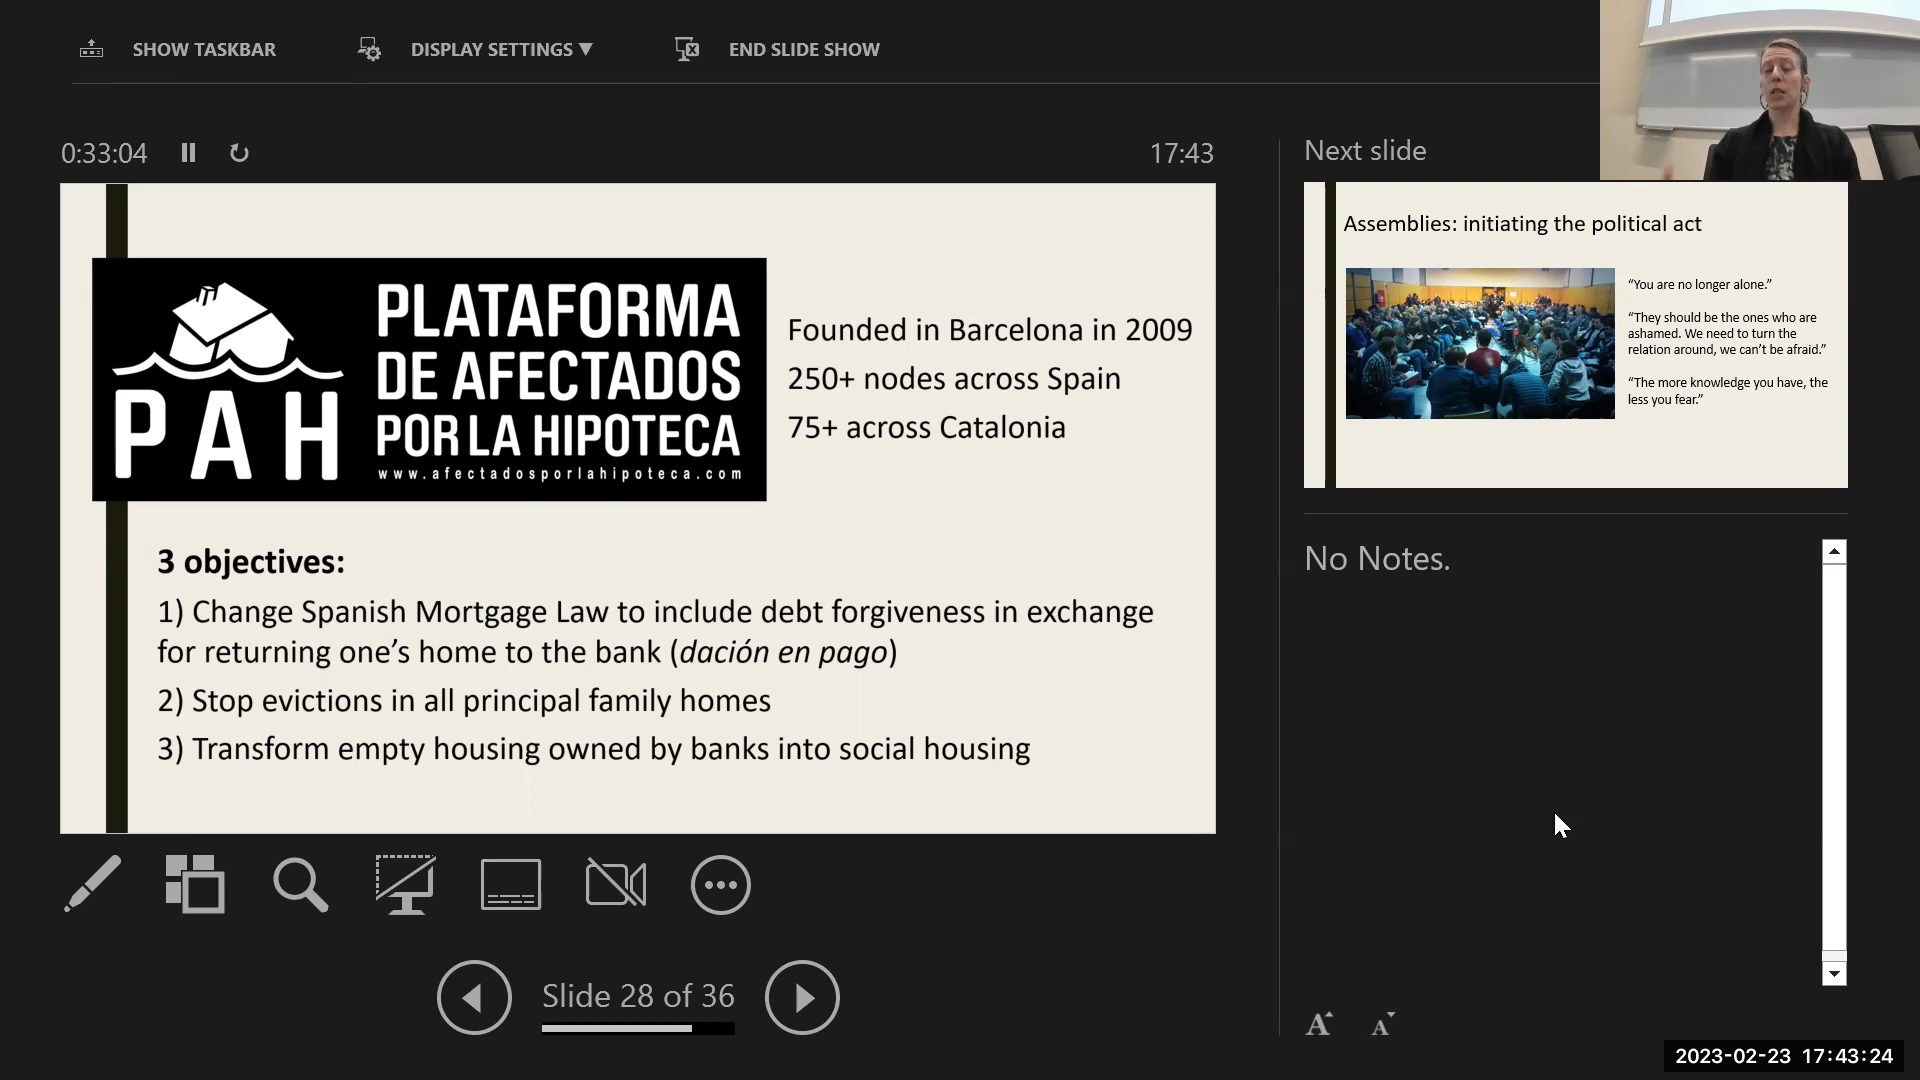 SHOW TASKBAR
DISPLAY SETTINGS ▼
END SLIDE SHOW
0:33:04
17:43
PAH
PLATAFORMA
DE AFECTADOS
POR LA HIPOTECA
www.afectadosporlahipoteca.com
Founded in Barcelona in 2009
250+ nodes across Spain
75+ across Catalonia
3 objectives:
1) Change Spanish Mortgage Law to include debt forgiveness in exchange
for returning one’s home to the bank (dación en pago)
2) Stop evictions in all principal family homes
3) Transform empty housing owned by banks into social housing
Slide 28 of 36
Next slide
Assemblies: initiating the political act
“You are no longer alone.”
“They should be the ones who are
ashamed. We need to turn the
relation around, we can’t be afraid.”
“The more knowledge you have, the
less you fear.”
No Notes.
A A
2023-02-23 17:43:24